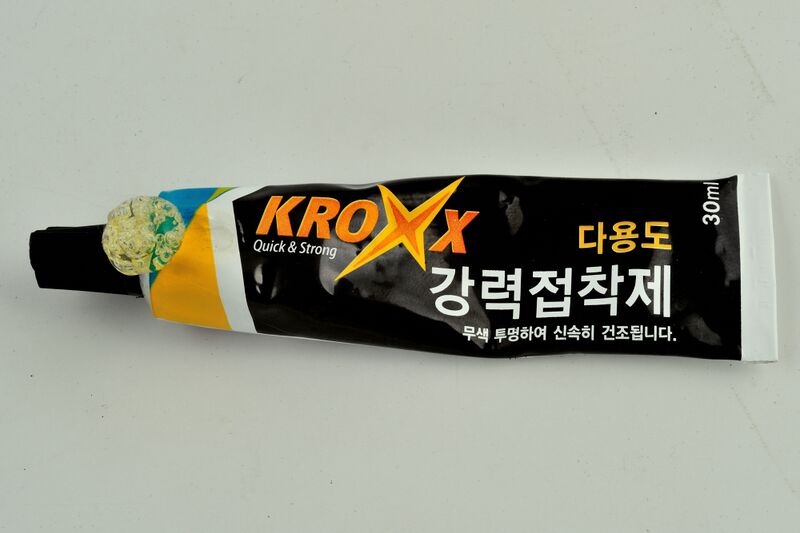 KROXX
Quick & Strong
다용도
강력접착제
무색 투명하여 신속히 건조됩니다.
30ml